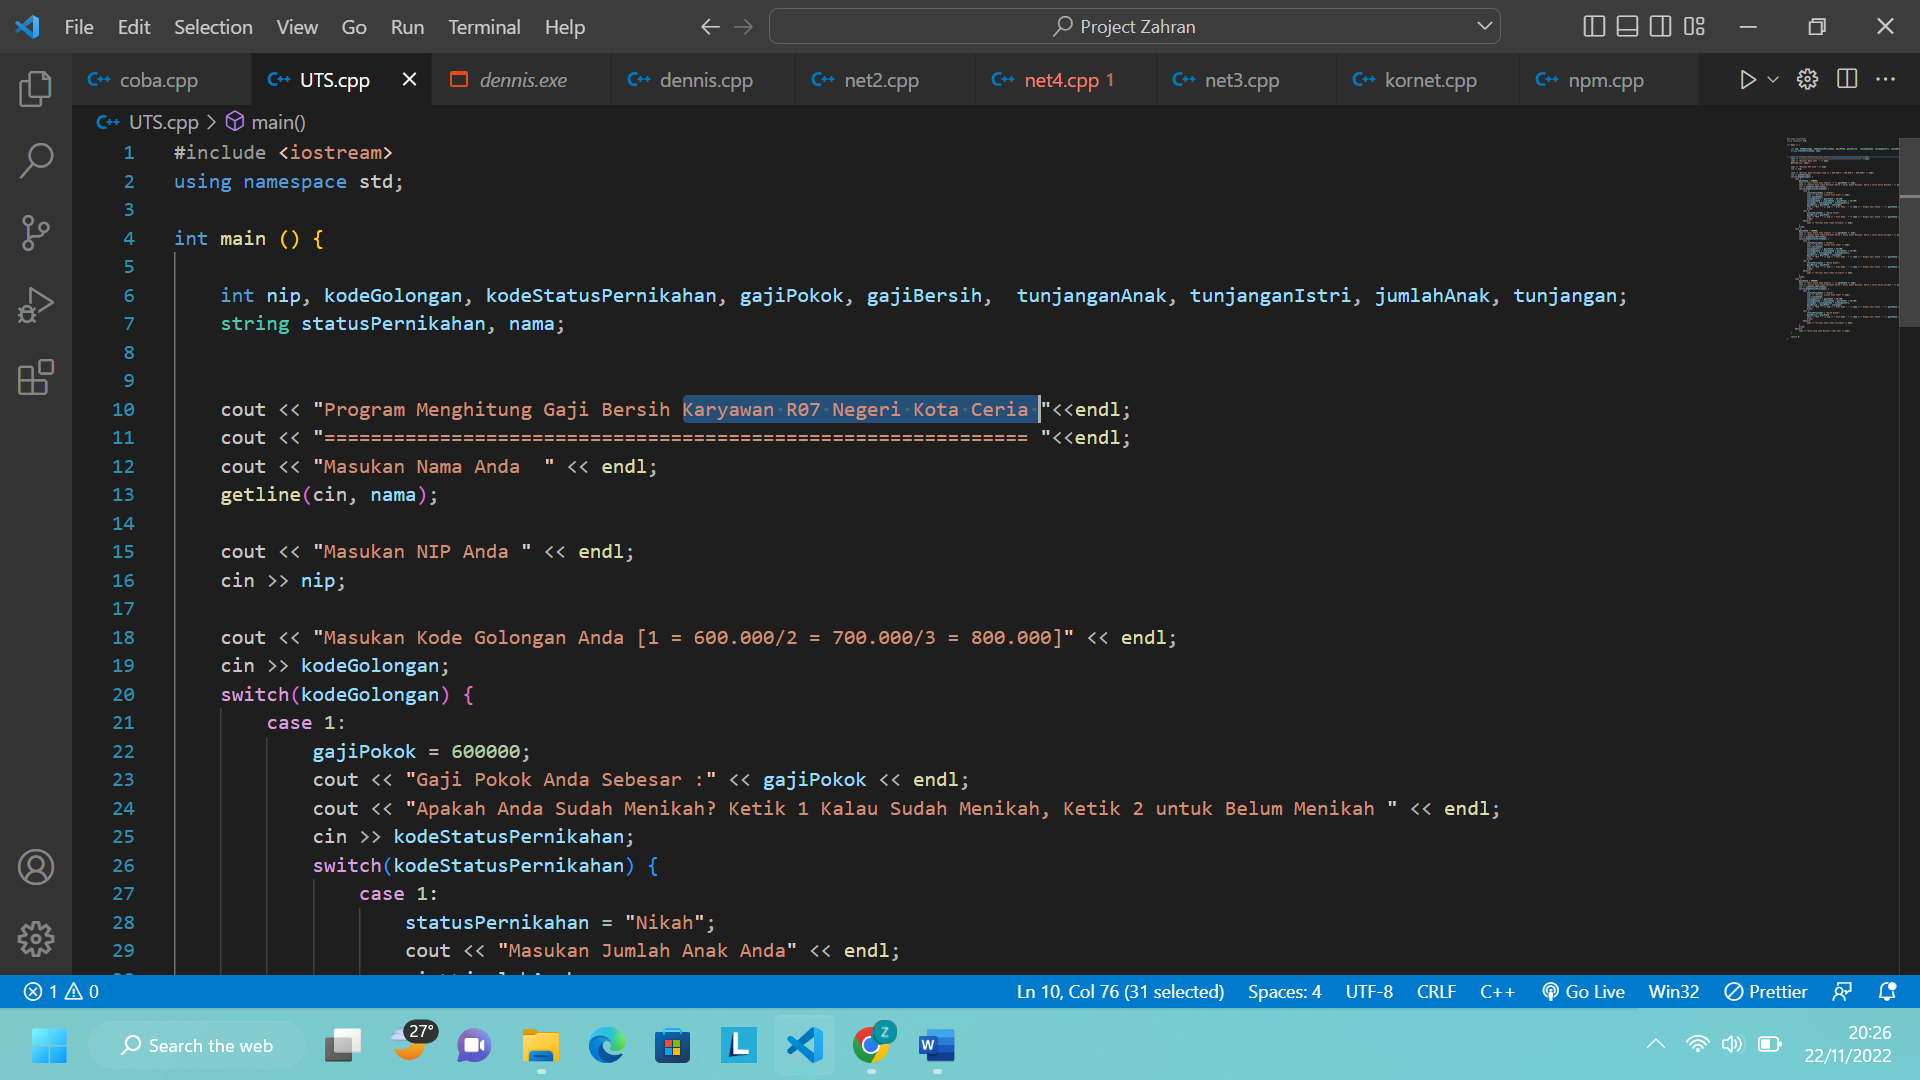 File Edit Selection View Go Run Terminal Help Project Zahran
coba.cpp UTS.cpp dennis.exe dennis.cpp net2.cpp net4.cpp 1 net3.cpp kornet.cpp npm.cpp
UTS.cpp > main()
1 #include <iostream>
2 using namespace std;
3
4 int main () {
5
6 int nip, kodeGolongan, kodeStatusPernikahan, gajiPokok, gajiBersih,  tunjanganAnak, tunjanganIstri, jumlahAnak, tunjangan;
7 string statusPernikahan, nama;
8
9
10 cout << "Program Menghitung Gaji Bersih Karyawan R07 Negeri Kota Ceria "<<endl;
11 cout << "============================================================= "<<endl;
12 cout << "Masukan Nama Anda  " << endl;
13 getline(cin, nama);
14
15 cout << "Masukan NIP Anda " << endl;
16 cin >> nip;
17
18 cout << "Masukan Kode Golongan Anda [1 = 600.000/2 = 700.000/3 = 800.000]" << endl;
19 cin >> kodeGolongan;
20 switch(kodeGolongan) {
21 case 1:
22 gajiPokok = 600000;
23 cout << "Gaji Pokok Anda Sebesar :" << gajiPokok << endl;
24 cout << "Apakah Anda Sudah Menikah? Ketik 1 Kalau Sudah Menikah, Ketik 2 untuk Belum Menikah " << endl;
25 cin >> kodeStatusPernikahan;
26 switch(kodeStatusPernikahan) {
27 case 1:
28 statusPernikahan = "Nikah";
29 cout << "Masukan Jumlah Anak Anda" << endl;
1 0 Ln 10, Col 76 (31 selected) Spaces: 4 UTF-8 CRLF C++ Go Live Win32 Prettier
Search the web 27° Z 20:26
22/11/2022